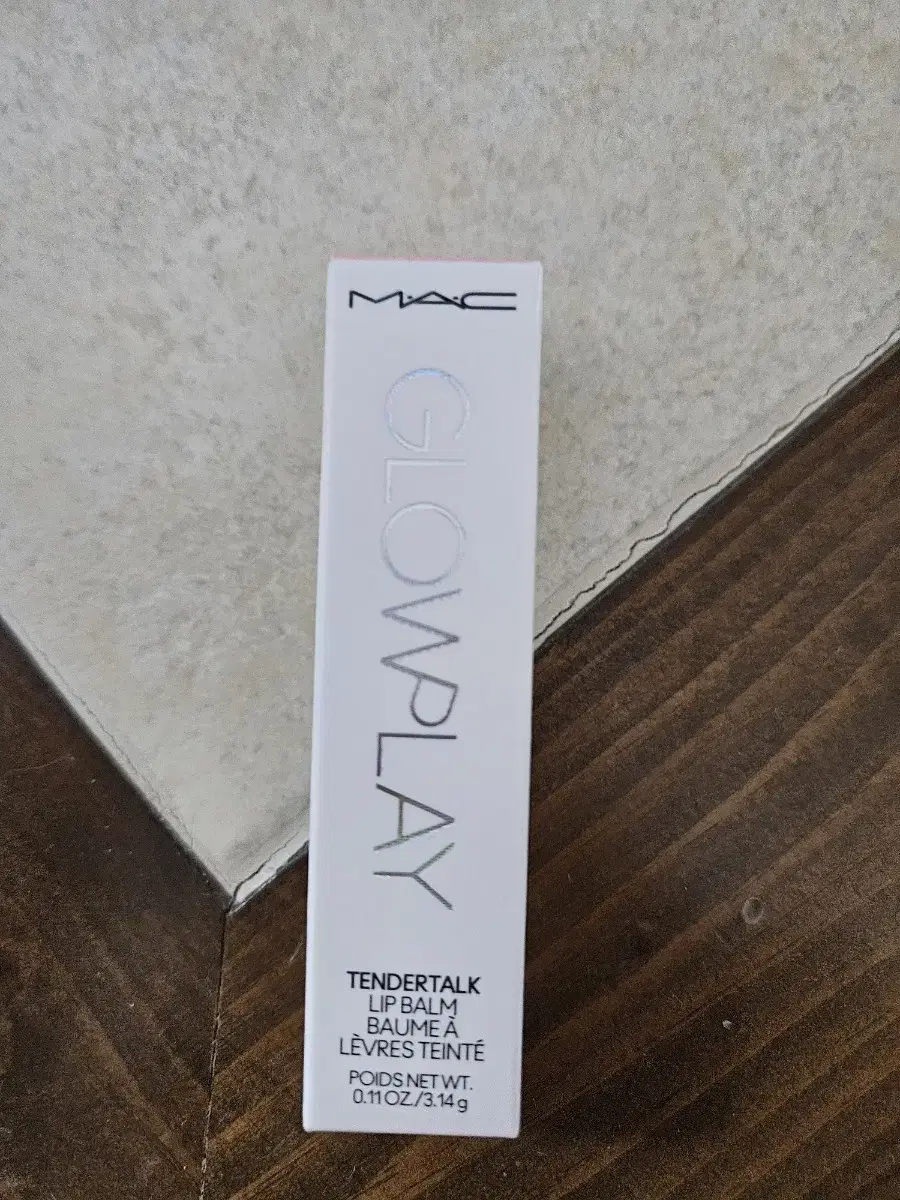 M·A·C
GLOWPLAY
TENDERTALK
LIP BALM
BAUME À
LÈVRES TEINTÉ
POIDS NET WT.
0.11 OZ./3.14 g